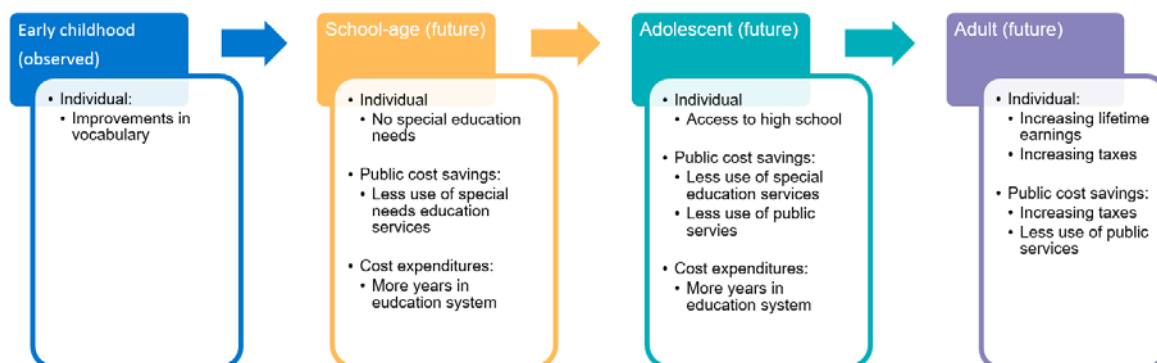 Early childhood
(observed)
• Individual:
• Improvements in
vocabulary
School-age (future)
• Individual
• No special education
needs
• Public cost savings:
• Less use of special
needs education
services
• Cost expenditures:
• More years in
eudcation system
Adolescent (future)
• Individual
• Access to high school
• Public cost savings:
• Less use of special
education services
• Less use of public
servies
• Cost expenditures:
• More years in
education system
Adult (future)
• Individual:
• Increasing lifetime
earnings
• Increasing taxes
• Public cost savings:
• Increasing taxes
• Less use of public
services